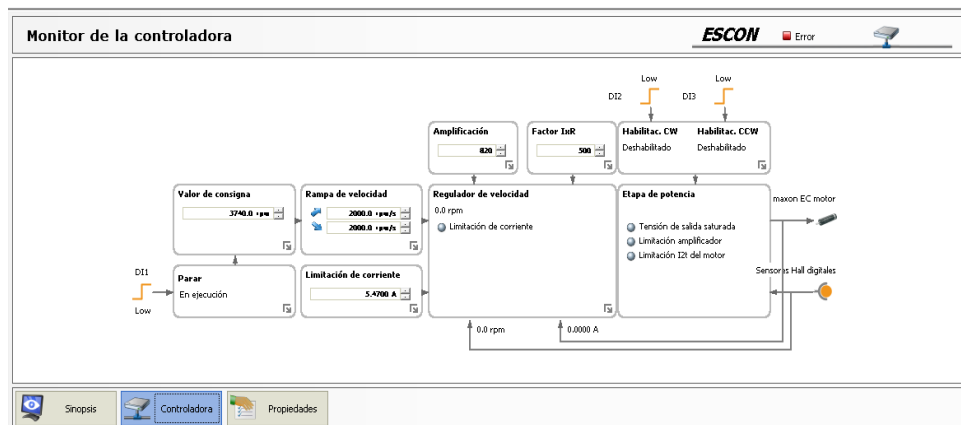 Monitor de la controladora
ESCON
Error
Low
Low
DI2
DI3
Amplificación
820
Factor IxR
500
Habilitac. CW
Habilitac. CCW
Deshabilitado
Deshabilitado
Valor de consigna
3740.0 rpm
Rampa de velocidad
2000.0 rpm/s
2000.0 rpm/s
Regulador de velocidad
0.0 rpm
Limitación de corriente
Etapa de potencia
Tensión de salida saturada
Limitación amplificador
Limitación I2t del motor
maxon EC motor
Sensores Hall digitales
DI1
Low
Parar
En ejecución
Limitación de corriente
5.4700 A
0.0 rpm
0.0000 A
Sinopsis
Controladora
Propiedades